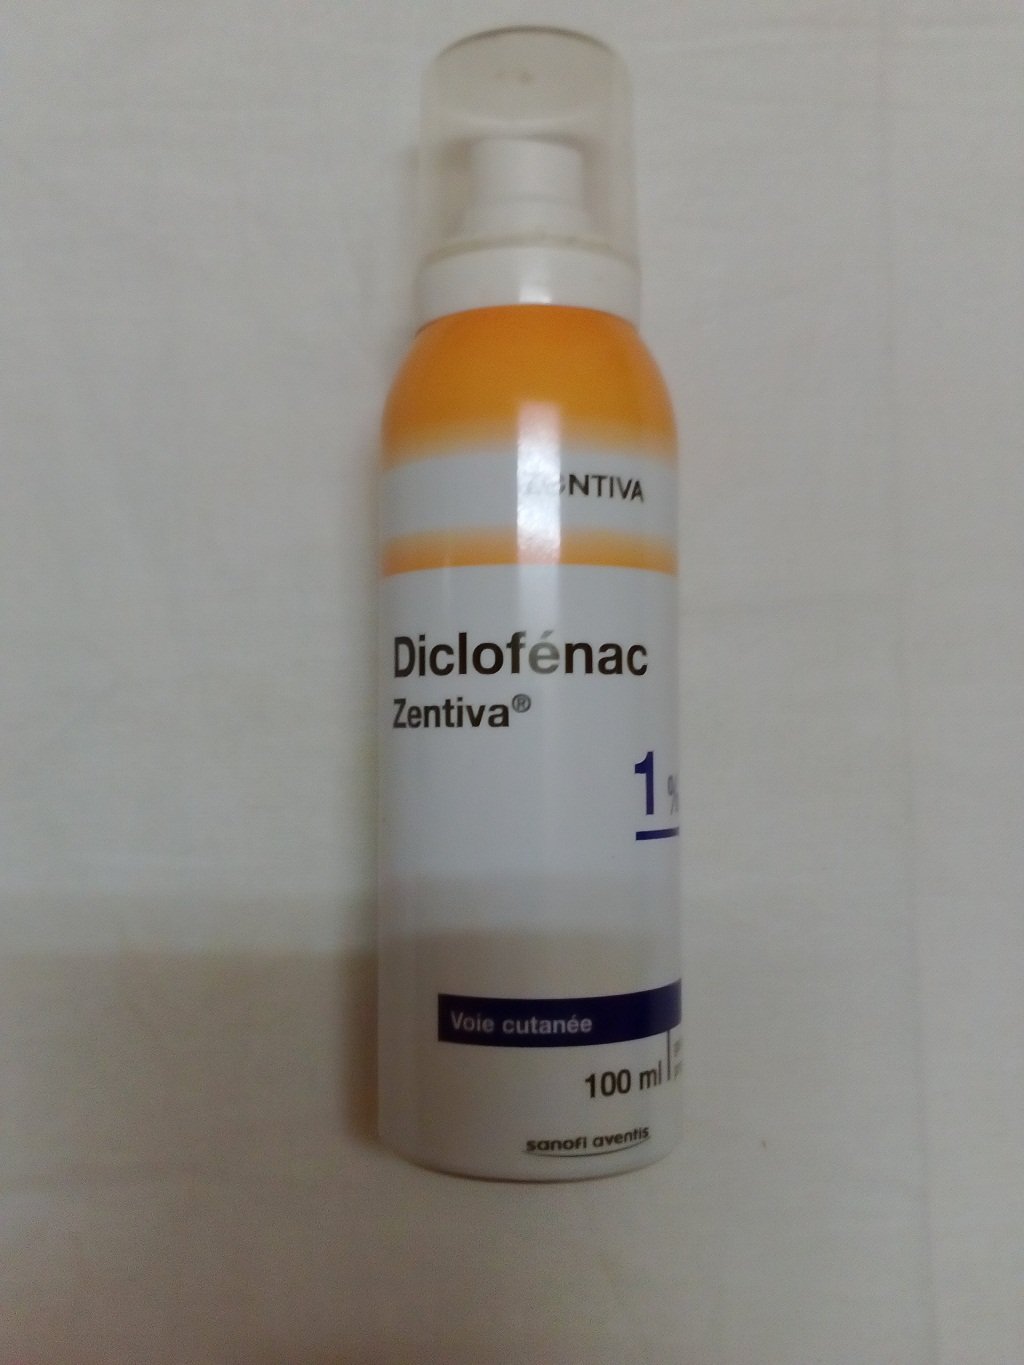 ZENTIVA
Diclofénac
Zentiva®
1 %
Voie cutanée
100 ml
sanofi aventis